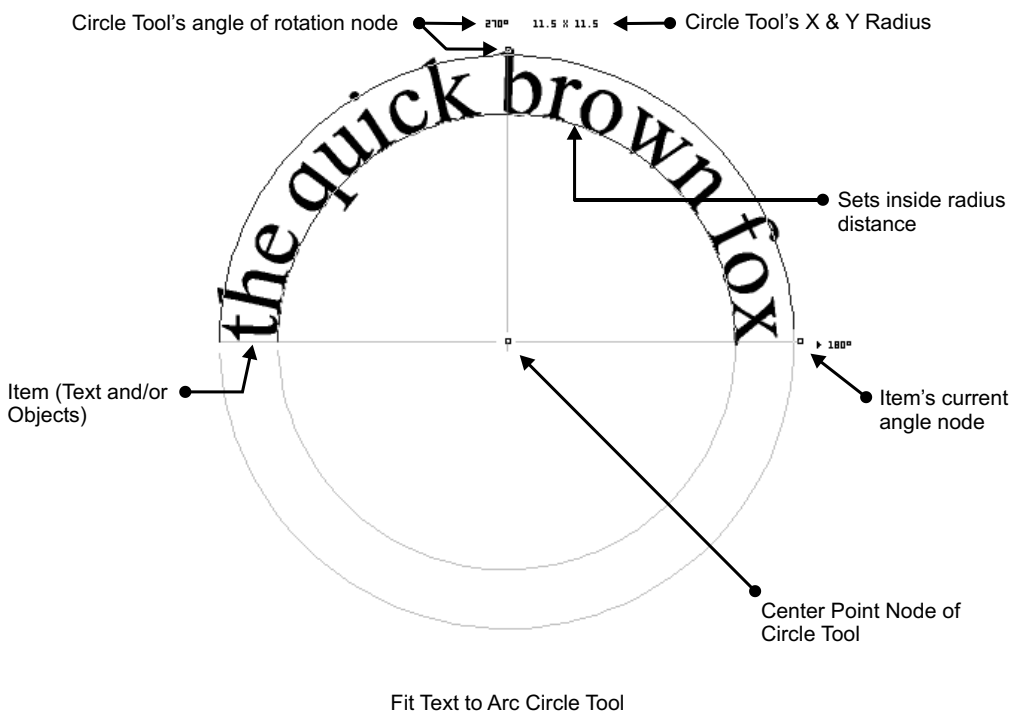 Circle Tool's angle of rotation node
270°
11.5 X 11.5
Circle Tool's X & Y Radius
the quick brown fox
Sets inside radius
distance
180°
Item (Text and/or
Objects)
Item's current
angle node
Center Point Node of
Circle Tool
Fit Text to Arc Circle Tool